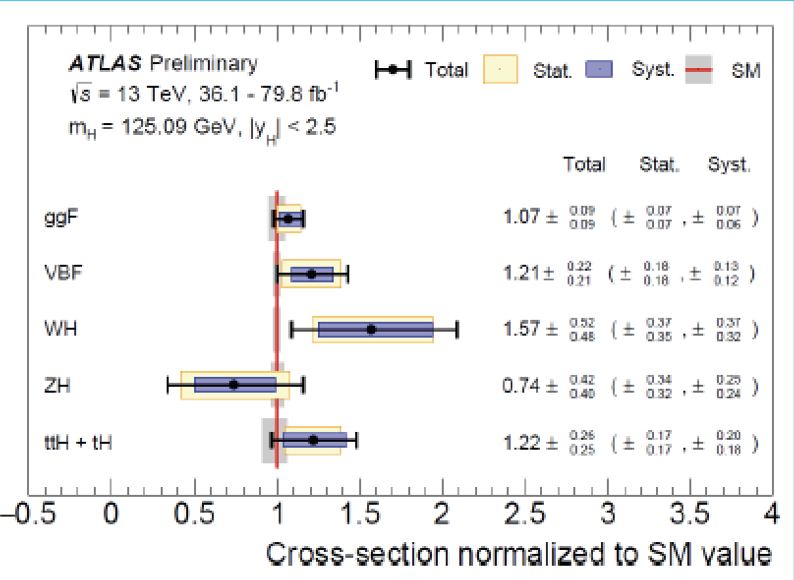 ATLAS Preliminary
√s = 13 TeV, 36.1 - 79.8 fb-1
mH = 125.09 GeV, |yH| < 2.5
Total Stat. Syst. SM
Total Stat. Syst.
ggF 1.07 ± 0.09 0.09 ( ± 0.07 0.07 , ± 0.07 0.06 )
VBF 1.21 ± 0.22 0.21 ( ± 0.18 0.18 , ± 0.13 0.12 )
WH 1.57 ± 0.52 0.48 ( ± 0.37 0.35 , ± 0.37 0.32 )
ZH 0.74 ± 0.42 0.40 ( ± 0.34 0.32 , ± 0.25 0.24 )
ttH + tH 1.22 ± 0.26 0.25 ( ± 0.17 0.17 , ± 0.20 0.18 )
−0.5 0 0.5 1 1.5 2 2.5 3 3.5 4
Cross-section normalized to SM value